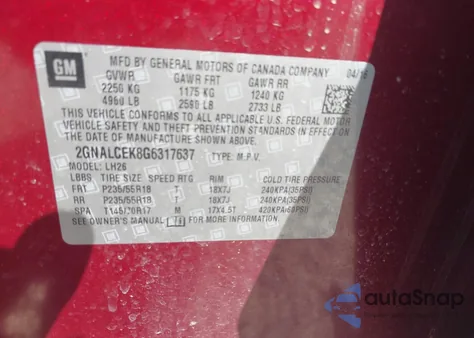 GM
MFD BY GENERAL MOTORS OF CANADA COMPANY 04/16
GVWR GAWR FRT GAWR RR
2250 KG 1175 KG 1240 KG
4960 LB 2590 LB 2733 LB
THIS VEHICLE CONFORMS TO ALL APPLICABLE U.S. FEDERAL MOTOR
VEHICLE SAFETY AND THEFT PREVENTION STANDARDS IN EFFECT ON THE
DATE OF MANUFACTURE SHOWN ABOVE.
2GNALCEK8G6317637 TYPE: M.P.V.
MODEL: LH26
LBBS TIRE SIZE SPEED RTG RIM COLD TIRE PRESSURE
FRT P235/55R18 T 18X7J 240KPA(35PSI)
RR P235/55R18 T 18X7J 240KPA(35PSI)
SPA T145/70R17 M 17X4.5T 420KPA(60PSI)
SEE OWNER'S MANUAL FOR MORE INFORMATION
autoSnap